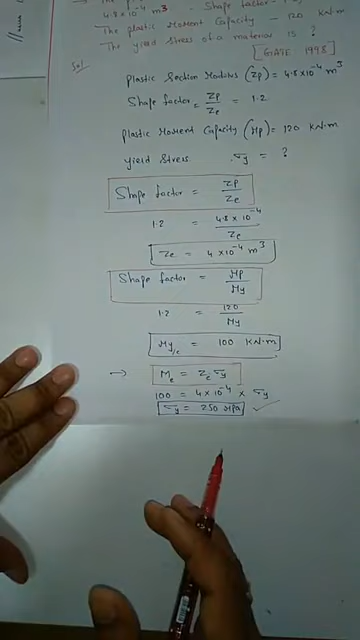 4.8 x 10⁻⁴ m³ - Shape factor -
The plastic Moment Capacity - 120 kN.m
The yield stress of a material is ?
[GATE 1998]
Sol
Plastic Section Modulus (Zp) = 4.8 x 10⁻⁴ m³
Shape factor = Zp/Ze = 1.2
Plastic Moment Capacity (Mp) = 120 kN.m
Yield Stress σy = ?
Shape factor = Zp/Ze
1.2 = 4.8 x 10⁻⁴/Ze
Ze = 4 x 10⁻⁴ m³
Shape factor = Mp/My
1.2 = 120/My
My/e = 100 kN.m
→ Me = Ze σy
100 = 4 x 10⁻⁴ x σy
σy = 250 MPa ✓